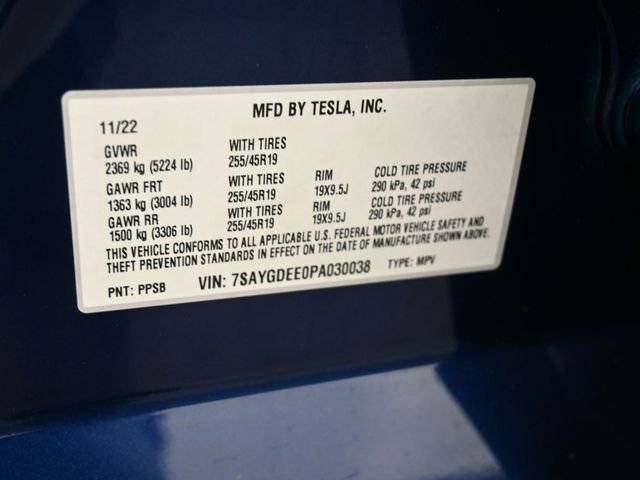 MFD BY TESLA, INC.
11/22
GVWR WITH TIRES
2369 kg (5224 lb) 255/45R19
GAWR FRT WITH TIRES RIM COLD TIRE PRESSURE
1363 kg (3004 lb) 255/45R19 19X9.5J 290 kPa, 42 psi
GAWR RR WITH TIRES RIM COLD TIRE PRESSURE
1500 kg (3306 lb) 255/45R19 19X9.5J 290 kPa, 42 psi
THIS VEHICLE CONFORMS TO ALL APPLICABLE U.S. FEDERAL MOTOR VEHICLE SAFETY AND
THEFT PREVENTION STANDARDS IN EFFECT ON THE DATE OF MANUFACTURE SHOWN ABOVE.
PNT: PPSB VIN: 7SAYGDEE0PA030038 TYPE: MPV